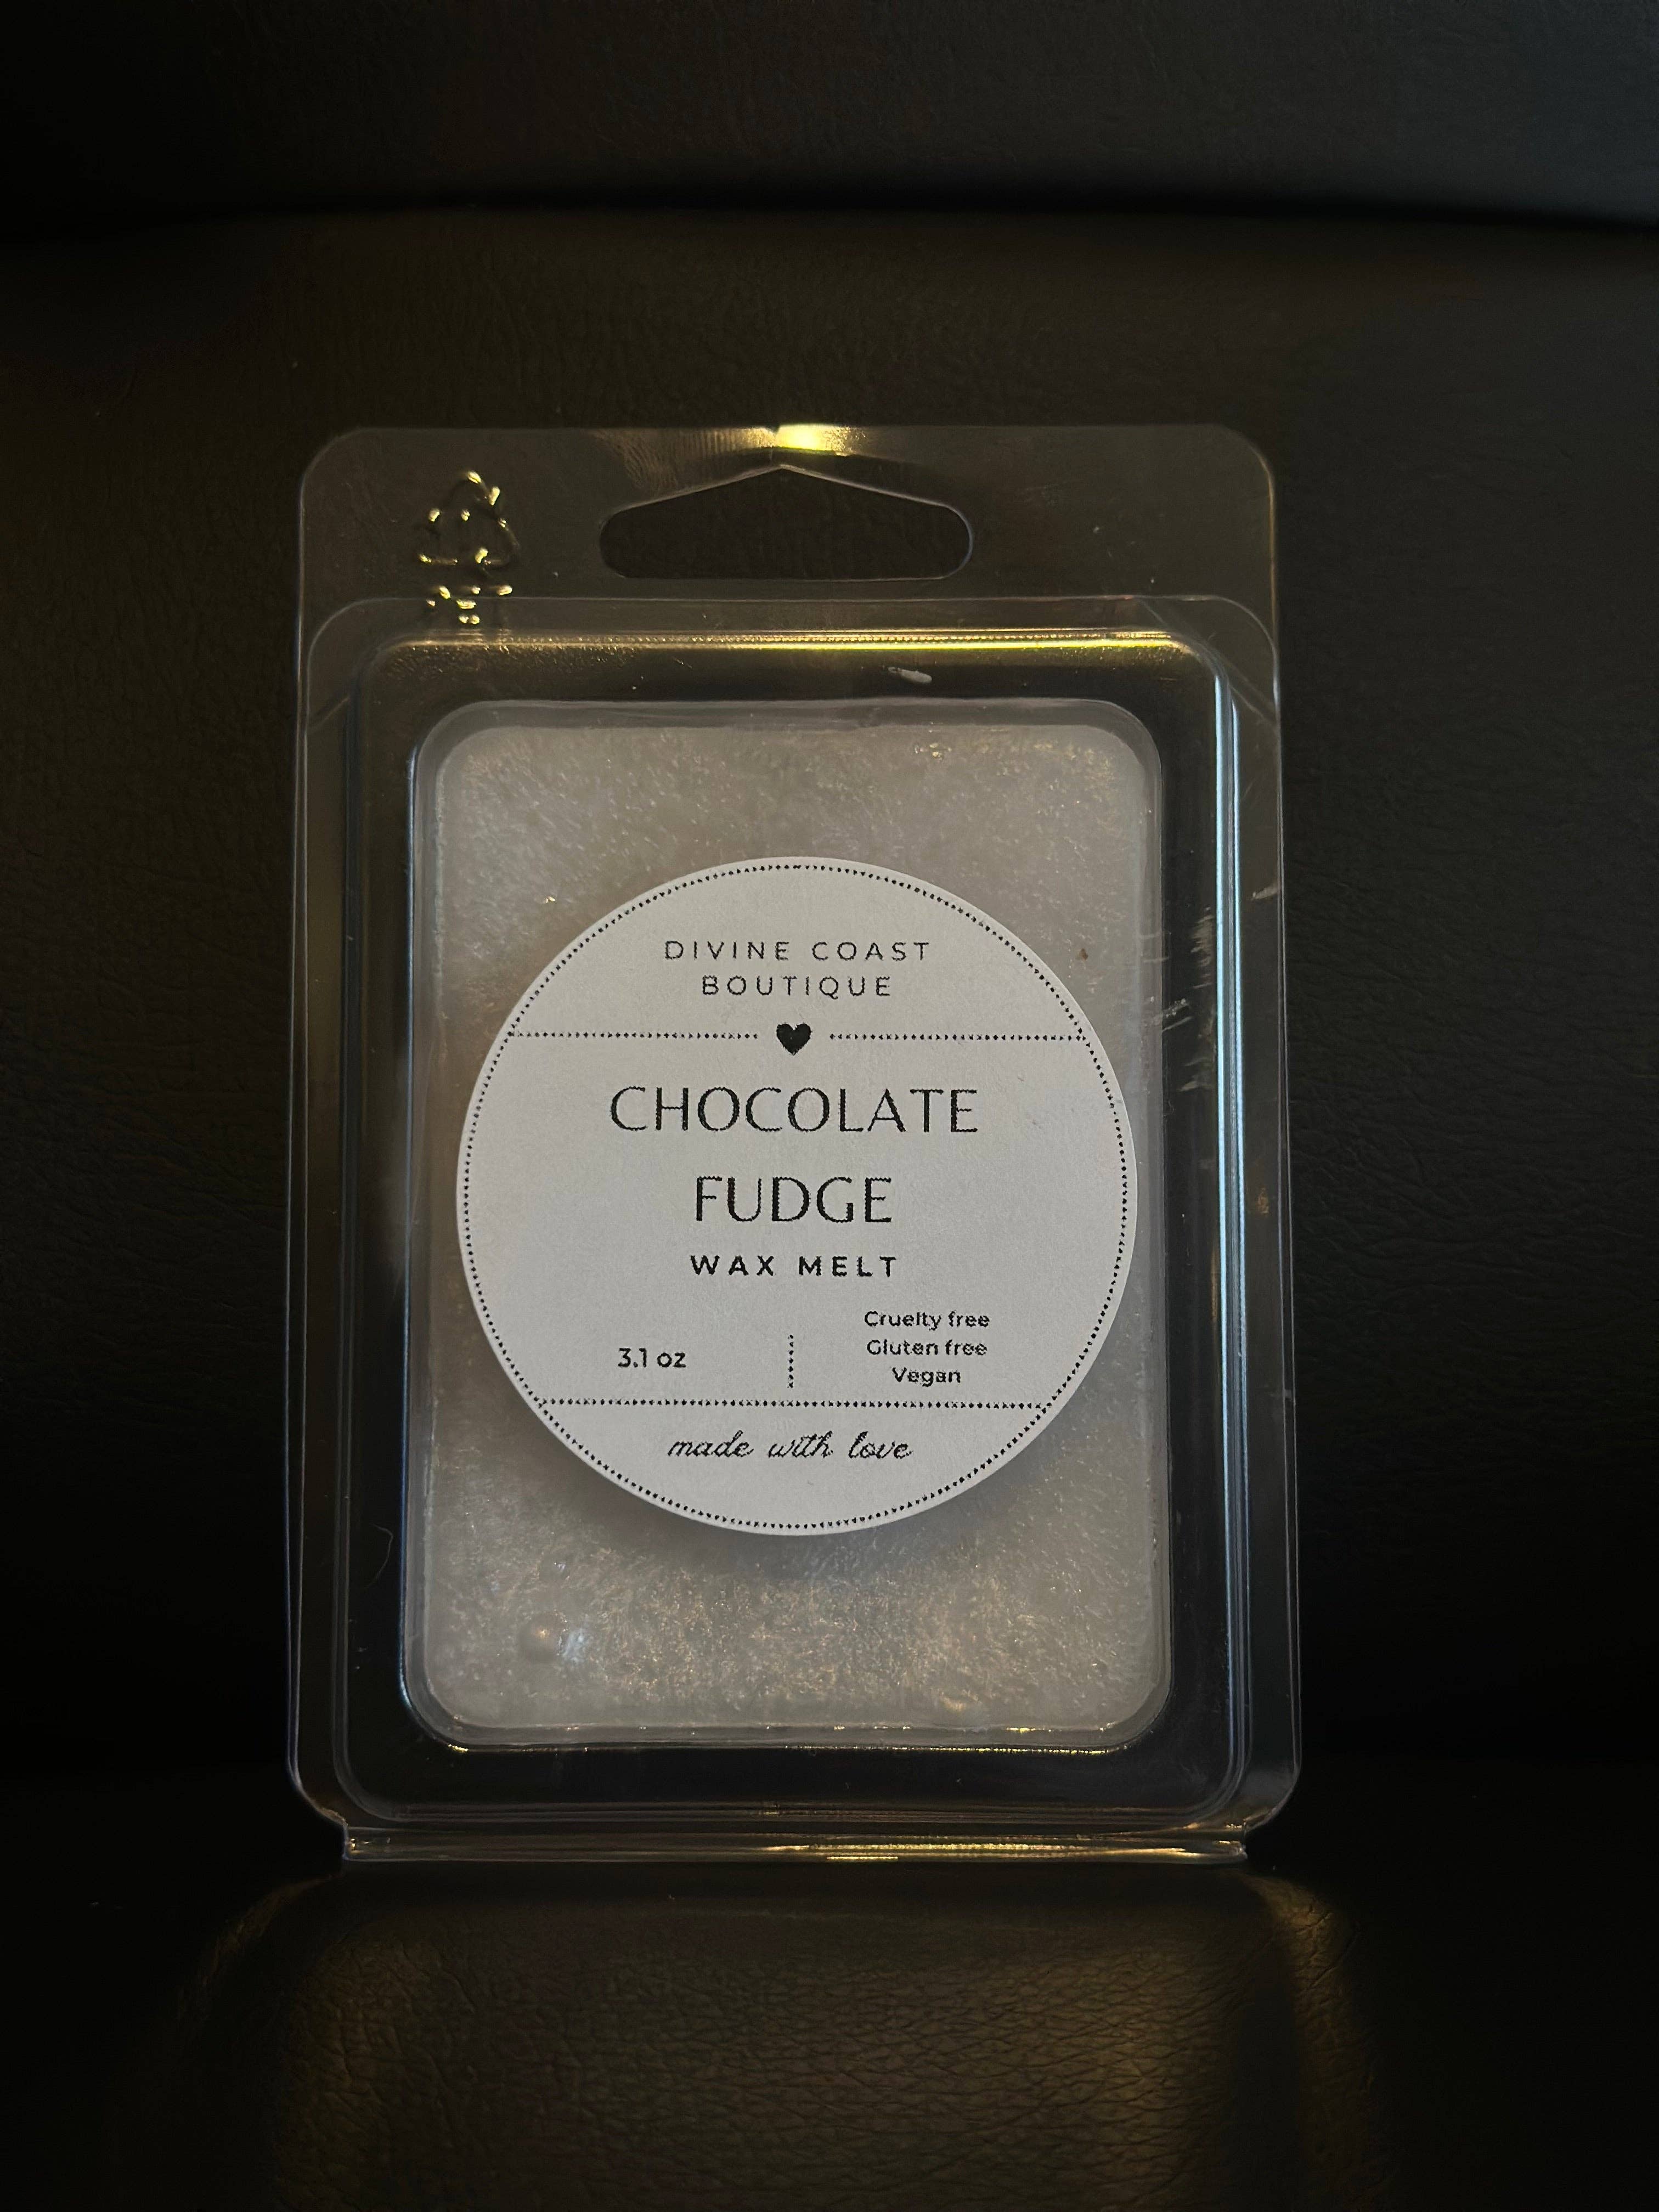 DIVINE COAST
BOUTIQUE
CHOCOLATE
FUDGE
WAX MELT
3.1 oz
Cruelty free
Gluten free
Vegan
made with love